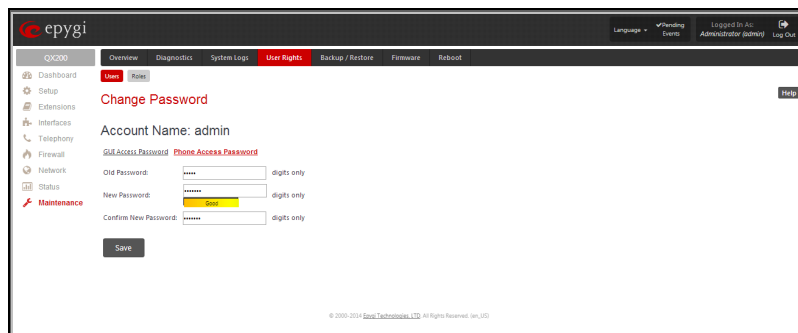 epygi
Language
Pending Events
Logged In As:
Administrator (admin)
Log Out
QX200
Overview Diagnostics System Logs User Rights Backup / Restore Firmware Reboot
Users Roles
Help
Dashboard
Setup
Extensions
Interfaces
Telephony
Firewall
Network
Status
Maintenance
Change Password
Account Name: admin
GUI Access Password Phone Access Password
Old Password: ••••• digits only
New Password: ••••••• digits only
Good
Confirm New Password: ••••••• digits only
Save
© 2000-2014 Epygi Technologies, LTD. All Rights Reserved. (en_US)